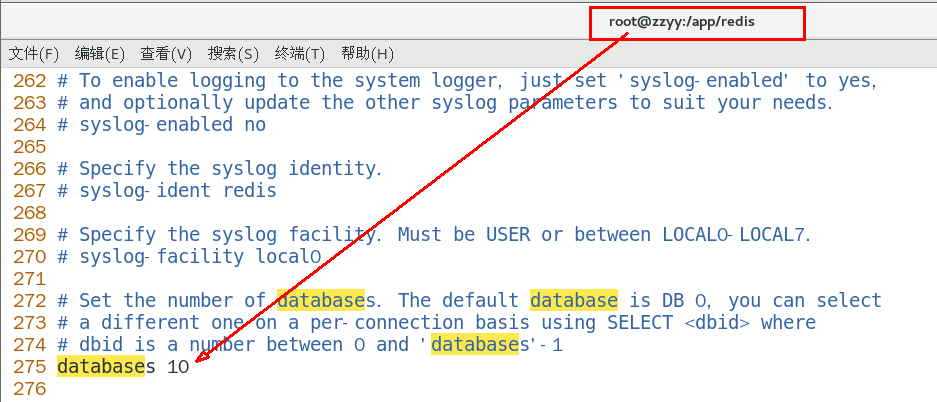 root@zzyy:/app/redis
文件(F) 编辑(E) 查看(V) 搜索(S) 终端(T) 帮助(H)
262 # To enable logging to the system logger, just set 'syslog-enabled' to yes,
263 # and optionally update the other syslog parameters to suit your needs.
264 # syslog-enabled no
265
266 # Specify the syslog identity.
267 # syslog-ident redis
268
269 # Specify the syslog facility. Must be USER or between LOCAL0-LOCAL7.
270 # syslog-facility local0
271
272 # Set the number of databases. The default database is DB 0, you can select
273 # a different one on a per-connection basis using SELECT <dbid> where
274 # dbid is a number between 0 and 'databases'-1
275 databases 10
276